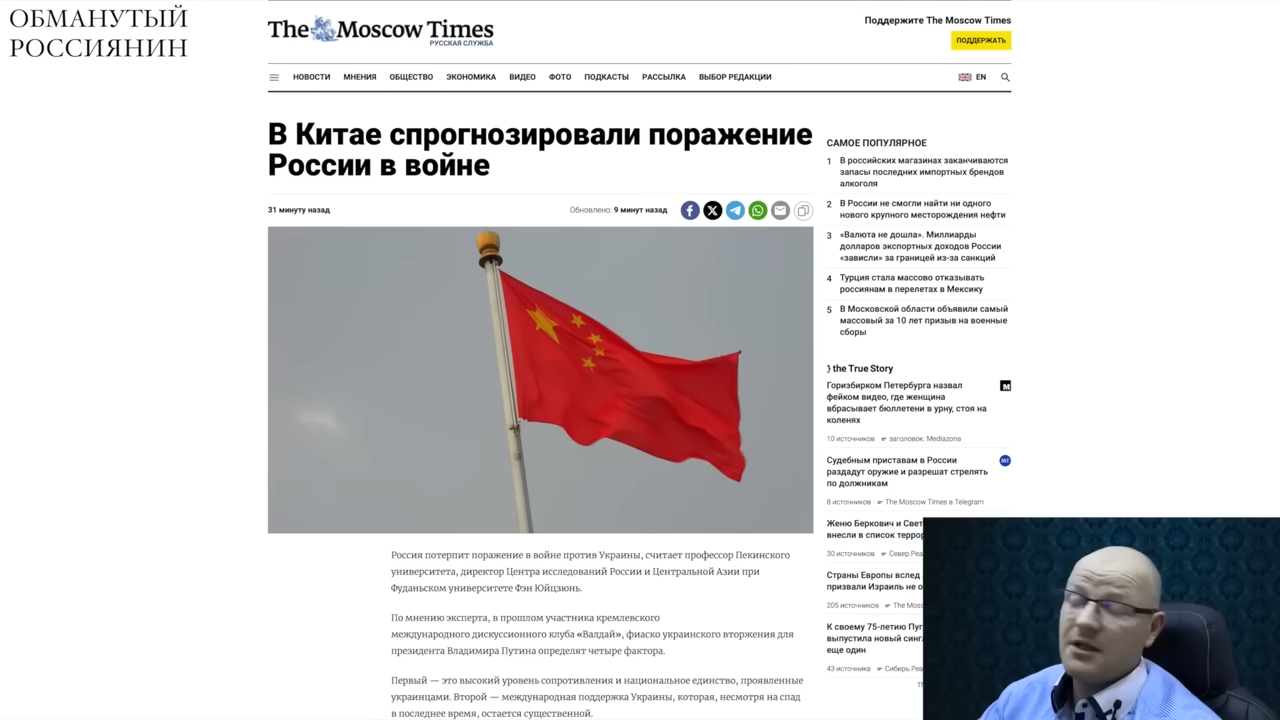 ОБМАНУТЫЙ
РОССИЯНИН
The Moscow Times
РУССКАЯ СЛУЖБА
Поддержите The Moscow Times
ПОДДЕРЖАТЬ
НОВОСТИ МНЕНИЯ ОБЩЕСТВО ЭКОНОМИКА ВИДЕО ФОТО ПОДКАСТЫ РАССЫЛКА ВЫБОР РЕДАКЦИИ EN
В Китае спрогнозировали поражение
России в войне
31 минуту назад
Обновлено: 9 минут назад
Россия потерпит поражение в войне против Украины, считает профессор Пекинского
университета, директор Центра исследований России и Центральной Азии при
Фуданьском университете Фэн Юйцзюнь.
По мнению эксперта, в прошлом участника кремлевского
международного дискуссионного клуба «Валдай», фиаско украинского вторжения для
президента Владимира Путина определят четыре фактора.
Первый — это высокий уровень сопротивления и национальное единство, проявленные
украинцами. Второй — международная поддержка Украины, которая, несмотря на спад
в последнее время, остается существенной.
САМОЕ ПОПУЛЯРНОЕ
1 В российских магазинах заканчиваются
запасы последних импортных брендов
алкоголя
2 В России не смогли найти ни одного
нового крупного месторождения нефти
3 «Валюта не дошла». Миллиарды
долларов экспортных доходов России
«зависли» за границей из-за санкций
4 Турция стала массово отказывать
россиянам в перелетах в Мексику
5 В Московской области объявили самый
массовый за 10 лет призыв на военные
сборы
the True Story
Горизбирком Петербурга назвал
фейком видео, где женщина
вбрасывает бюллетени в урну, стоя на
коленях
10 источников заголовок: Mediazona
Судебным приставам в России
раздадут оружие и разрешат стрелять
по должникам
8 источников The Moscow Times в Telegram
Женю Беркович и Свет
внесли в список террор
30 источников Север.Реа
Страны Европы вслед
призвали Израиль не о
205 источников The Mosc
К своему 75-летию Пуг
выпустила новый сингл
еще один
43 источника Сибирь.Реа